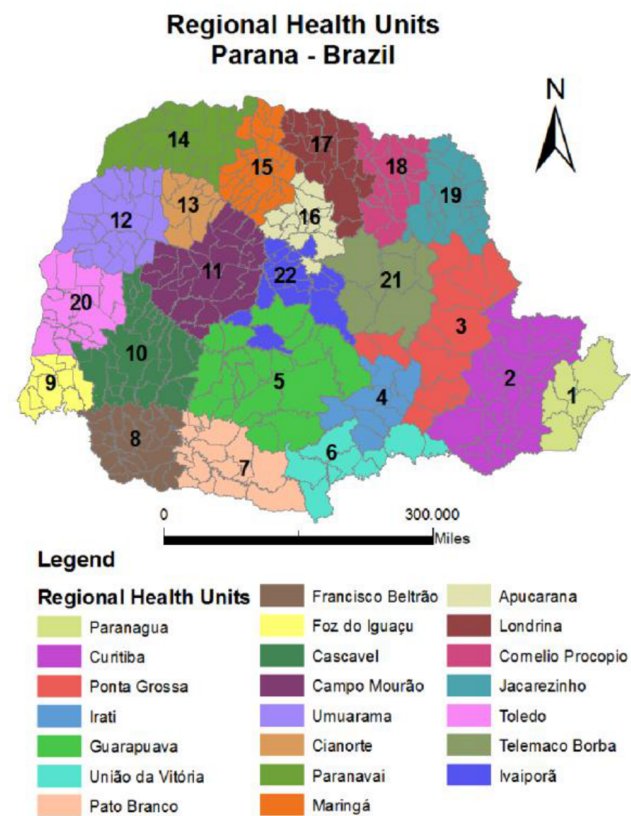 Regional Health Units
Parana - Brazil
N
14
17
15
18
19
13
12
16
11
22
21
20
3
10
2
9
5
1
4
8
6
7
0
300.000
Miles
Legend
Regional Health Units
Paranagua
Curitiba
Ponta Grossa
Irati
Guarapuava
União da Vitória
Pato Branco
Francisco Beltrão
Foz do Iguaçu
Cascavel
Campo Mourão
Umuarama
Cianorte
Paranavai
Maringá
Apucarana
Londrina
Cornelio Procopio
Jacarezinho
Toledo
Telemaco Borba
Ivaiporã